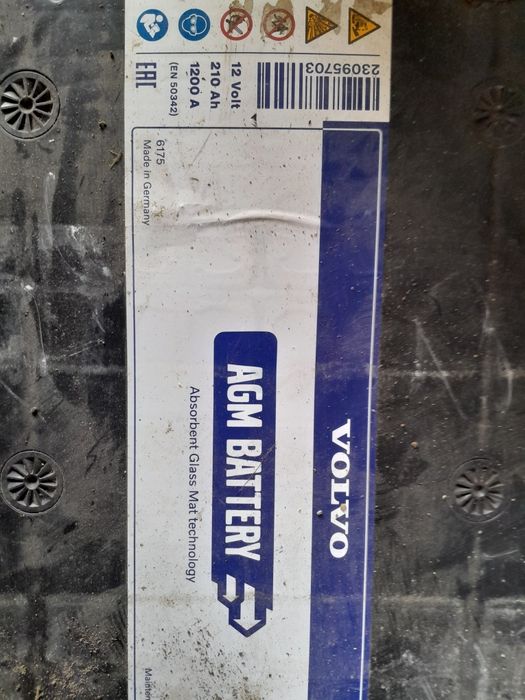 23095703
12 Volt
210 Ah
1200 A
(EN 50342)
EAC
VOLVO
AGM BATTERY
Absorbent Glass Mat technology
6175
Made in Germany